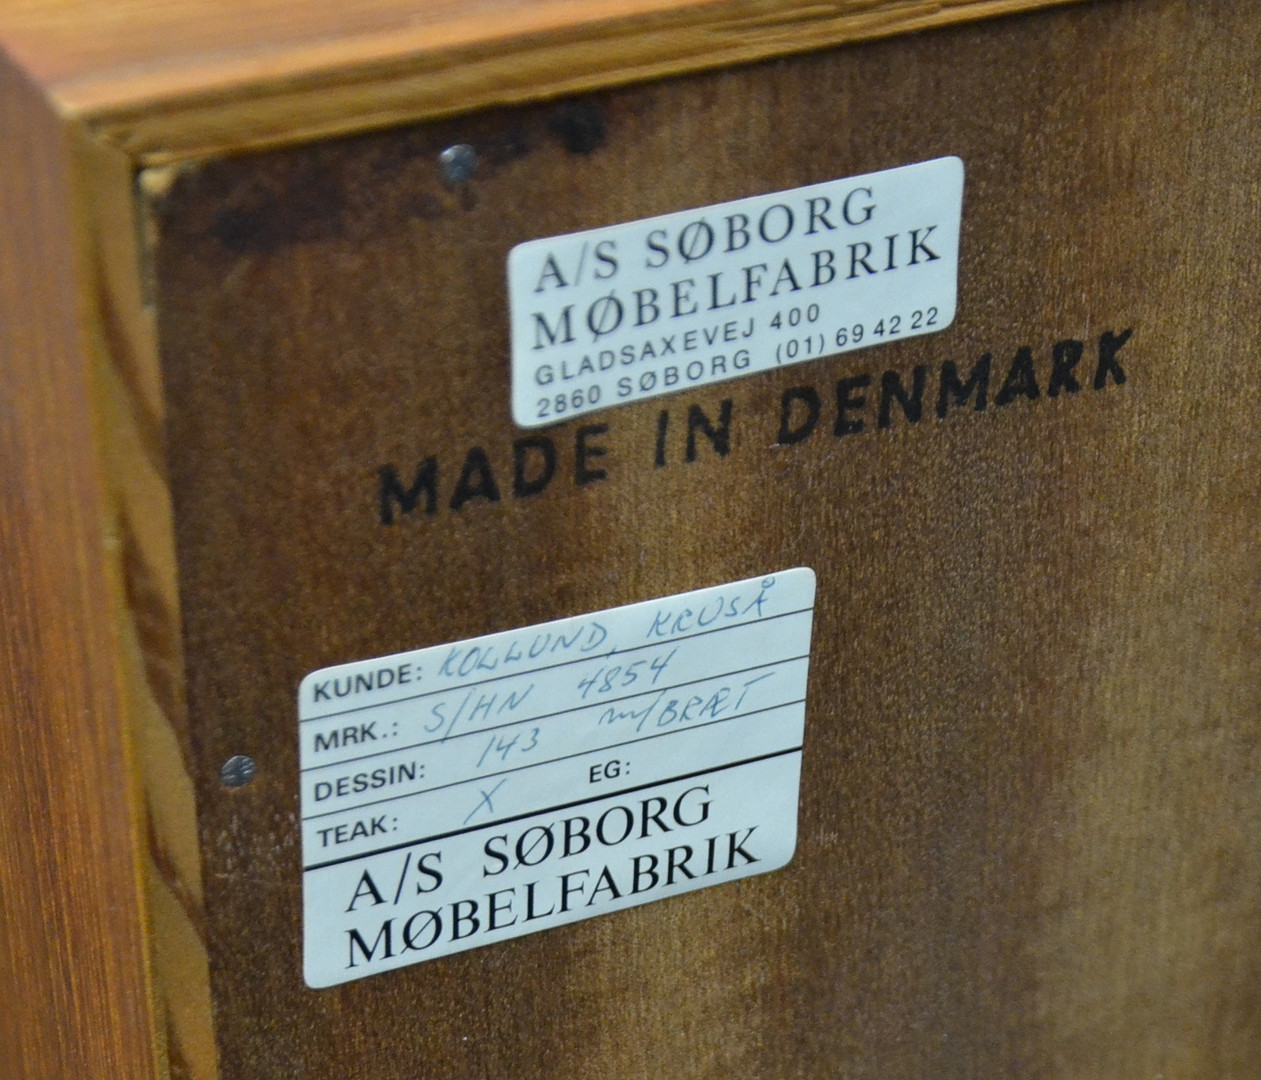 A/S SØBORG
MØBELFABRIK
GLADSAXEVEJ 400
2860 SØBORG (01) 69 42 22
MADE IN DENMARK
KUNDE: KOLLUND, KRUSÅ
MRK.: S/HN 4854
DESSIN: 143 m/BRÆT
TEAK: X EG:
A/S SØBORG
MØBELFABRIK